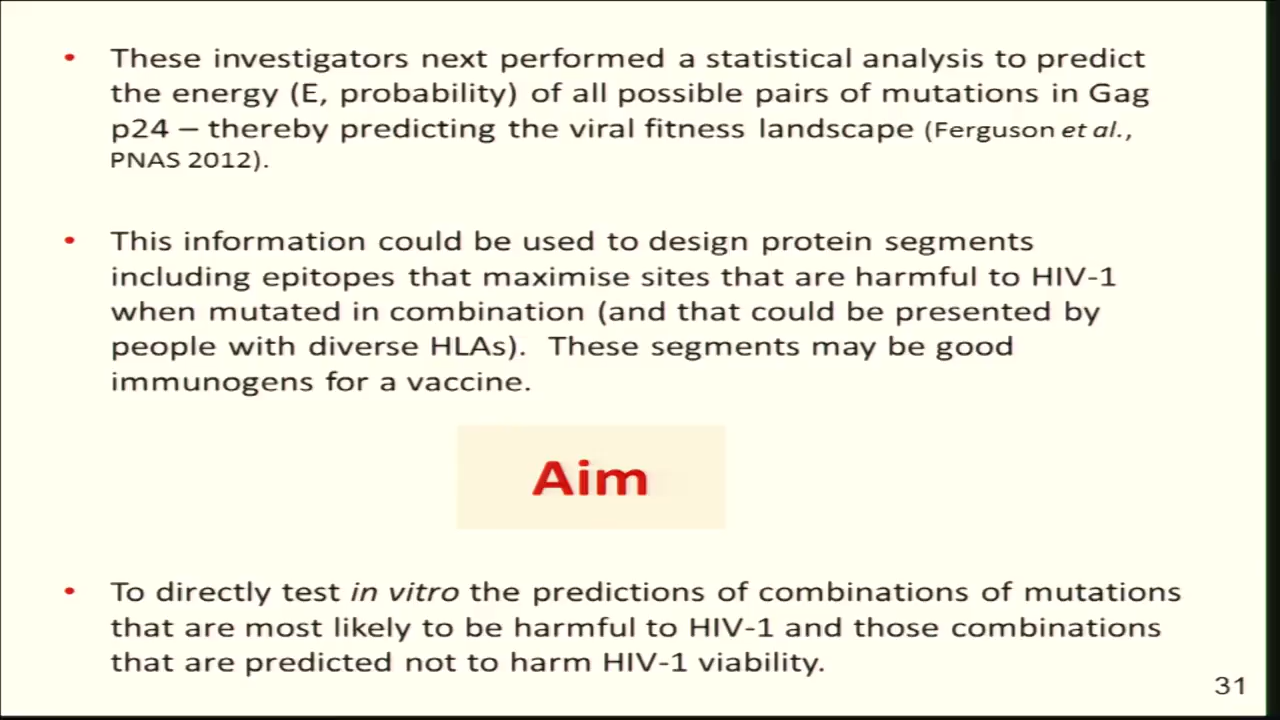 • These investigators next performed a statistical analysis to predict
the energy (E, probability) of all possible pairs of mutations in Gag
p24 – thereby predicting the viral fitness landscape (Ferguson et al.,
PNAS 2012).
• This information could be used to design protein segments
including epitopes that maximise sites that are harmful to HIV-1
when mutated in combination (and that could be presented by
people with diverse HLAs). These segments may be good
immunogens for a vaccine.
Aim
• To directly test in vitro the predictions of combinations of mutations
that are most likely to be harmful to HIV-1 and those combinations
that are predicted not to harm HIV-1 viability.
31